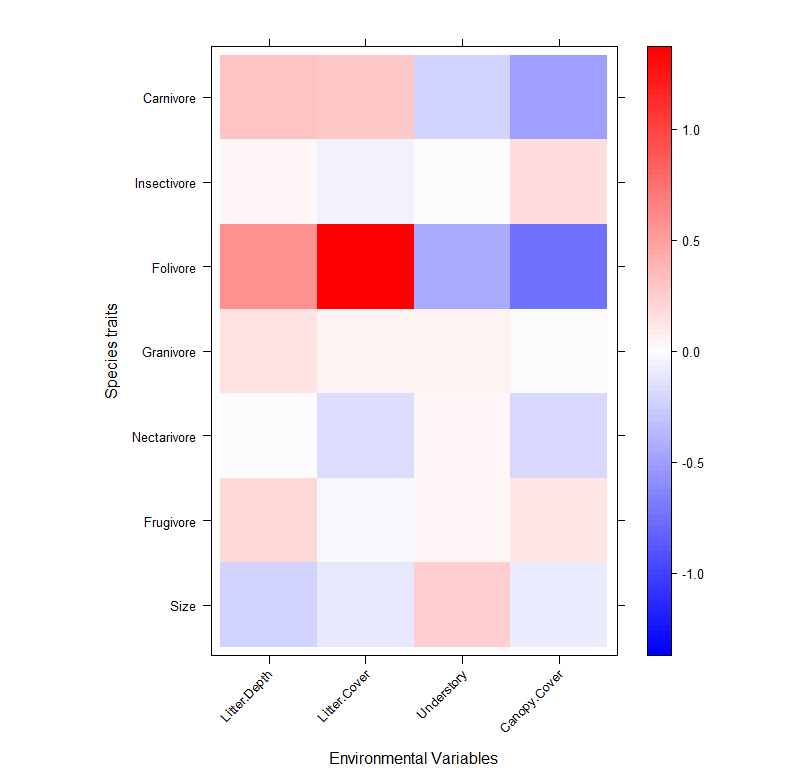 Carnivore
Insectivore
Folivore
Granivore
Nectarivore
Frugivore
Size
Species traits
Litter.Depth
Litter.Cover
Understory
Canopy.Cover
Environmental Variables
1.0
0.5
0.0
-0.5
-1.0